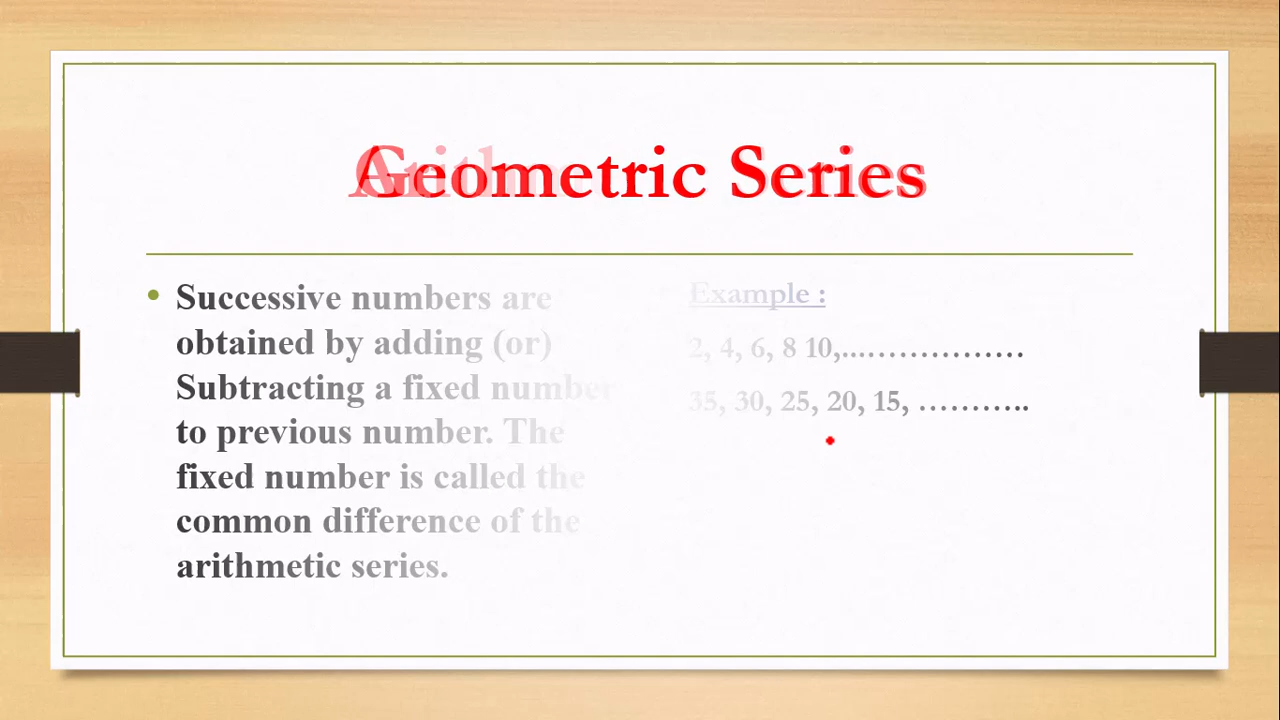 Geometric Series
Successive numbers are
obtained by adding (or)
Subtracting a fixed number
to previous number. The
fixed number is called the
common difference of the
arithmetic series.
Example :
2, 4, 6, 8 10,...……………
35, 30, 25, 20, 15, ………..